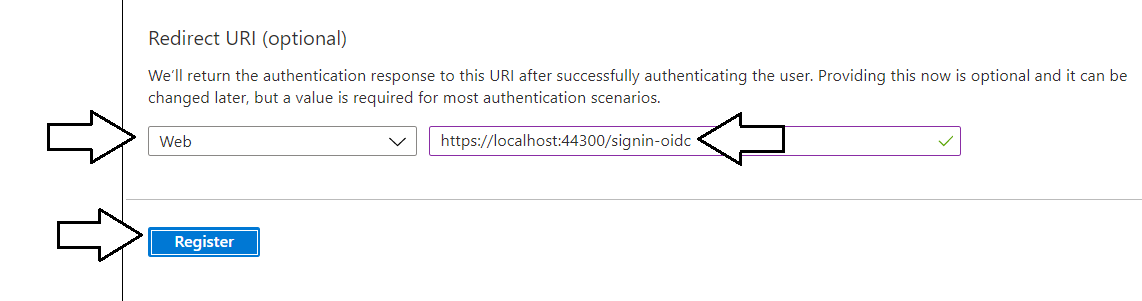 Redirect URI (optional)
We'll return the authentication response to this URI after successfully authenticating the user. Providing this now is optional and it can be
changed later, but a value is required for most authentication scenarios.
Web https://localhost:44300/signin-oidc
Register